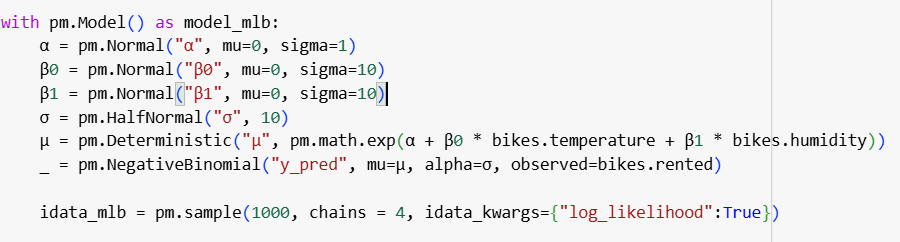 with pm.Model() as model_mlb:
    α = pm.Normal("α", mu=0, sigma=1)
    β0 = pm.Normal("β0", mu=0, sigma=10)
    β1 = pm.Normal("β1", mu=0, sigma=10)
    σ = pm.HalfNormal("σ", 10)
    μ = pm.Deterministic("μ", pm.math.exp(α + β0 * bikes.temperature + β1 * bikes.humidity))
    _ = pm.NegativeBinomial("y_pred", mu=μ, alpha=σ, observed=bikes.rented)

    idata_mlb = pm.sample(1000, chains = 4, idata_kwargs={"log_likelihood":True})